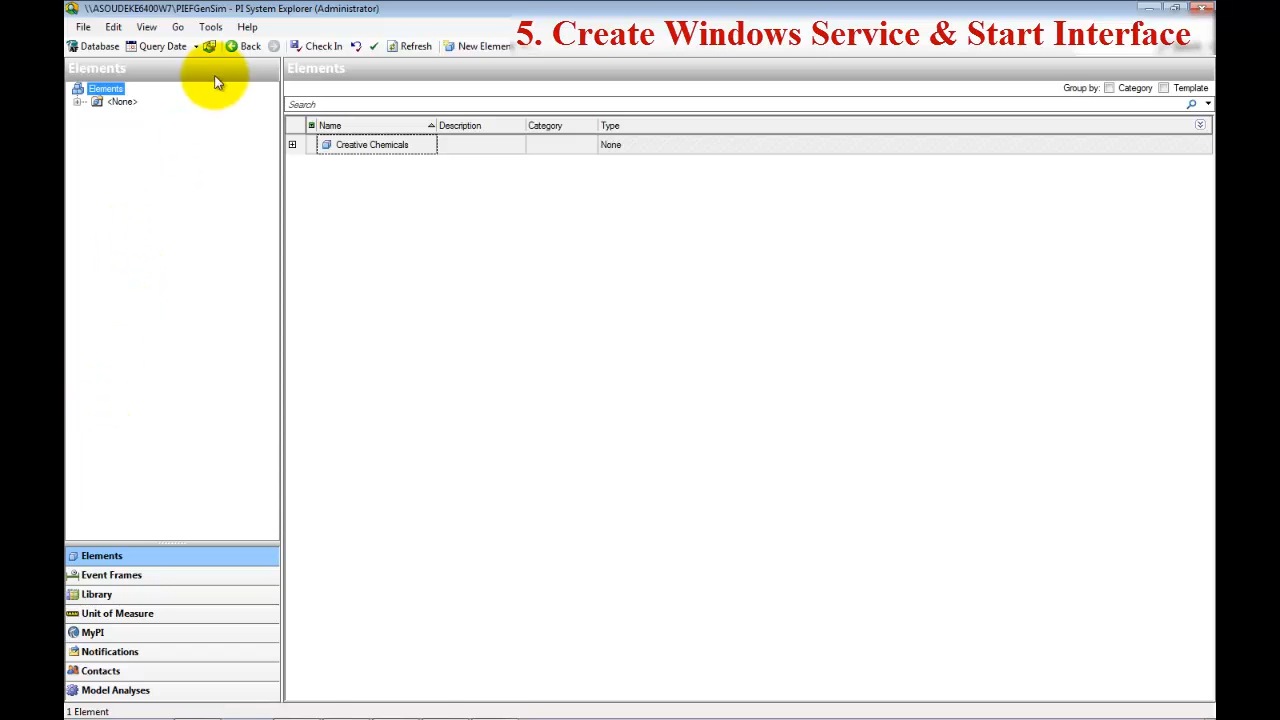 \\ASOUDEKE6400W7\PIEFGenSim - PI System Explorer (Administrator)
5. Create Windows Service & Start Interface
File Edit View Go Tools Help
Database Query Date Back Check In Refresh New Elemen
Elements
Elements
Elements
<None>
Group by: Category Template
Search
Name Description Category Type
Creative Chemicals None
Elements
Event Frames
Library
Unit of Measure
MyPI
Notifications
Contacts
Model Analyses
1 Element